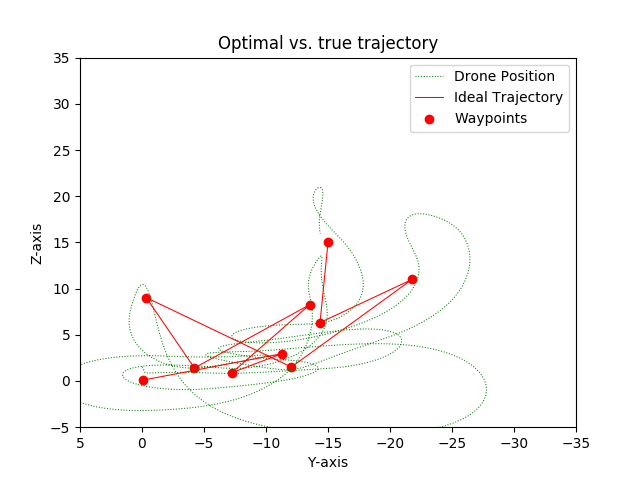 Optimal vs. true trajectory
Drone Position
Ideal Trajectory
Waypoints
Z-axis
35
30
25
20
15
10
5
0
−5
5 0 −5 −10 −15 −20 −25 −30 −35
Y-axis